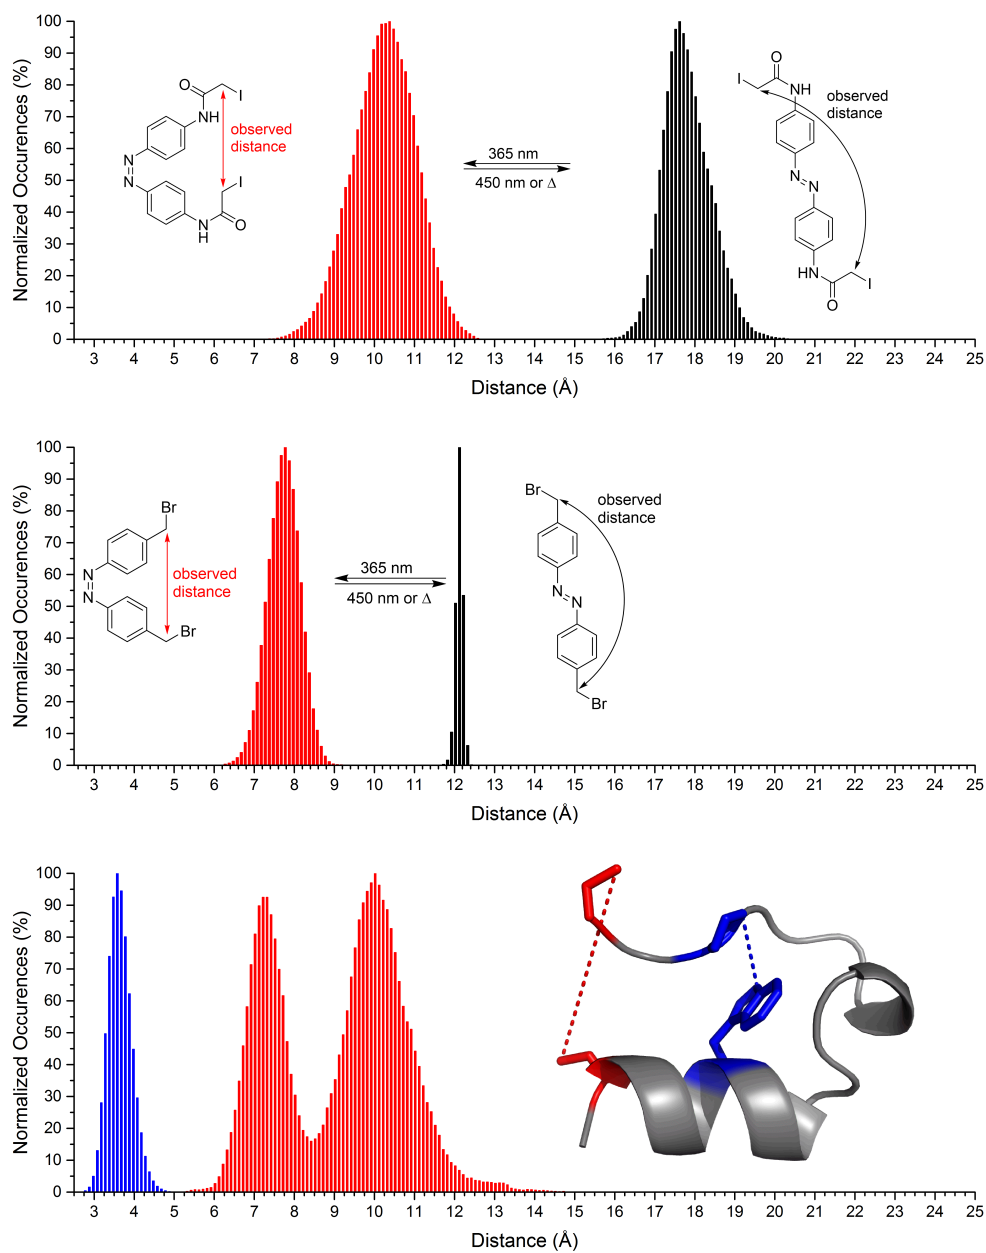 Normalized Occurences (%)
100
90
80
70
60
50
40
30
20
10
0
O
I
NH
N
N
I
N
H
O
observed
distance
365 nm
450 nm or Δ
O
I
NH
N
N
HN
I
O
observed
distance
3 4 5 6 7 8 9 10 11 12 13 14 15 16 17 18 19 20 21 22 23 24 25
Distance (Å)
Normalized Occurences (%)
100
90
80
70
60
50
40
30
20
10
0
Br
N
N
Br
observed
distance
365 nm
450 nm or Δ
Br
N
N
Br
observed
distance
3 4 5 6 7 8 9 10 11 12 13 14 15 16 17 18 19 20 21 22 23 24 25
Distance (Å)
Normalized Occurences (%)
100
90
80
70
60
50
40
30
20
10
0
3 4 5 6 7 8 9 10 11 12 13 14 15 16 17 18 19 20 21 22 23 24 25
Distance (Å)